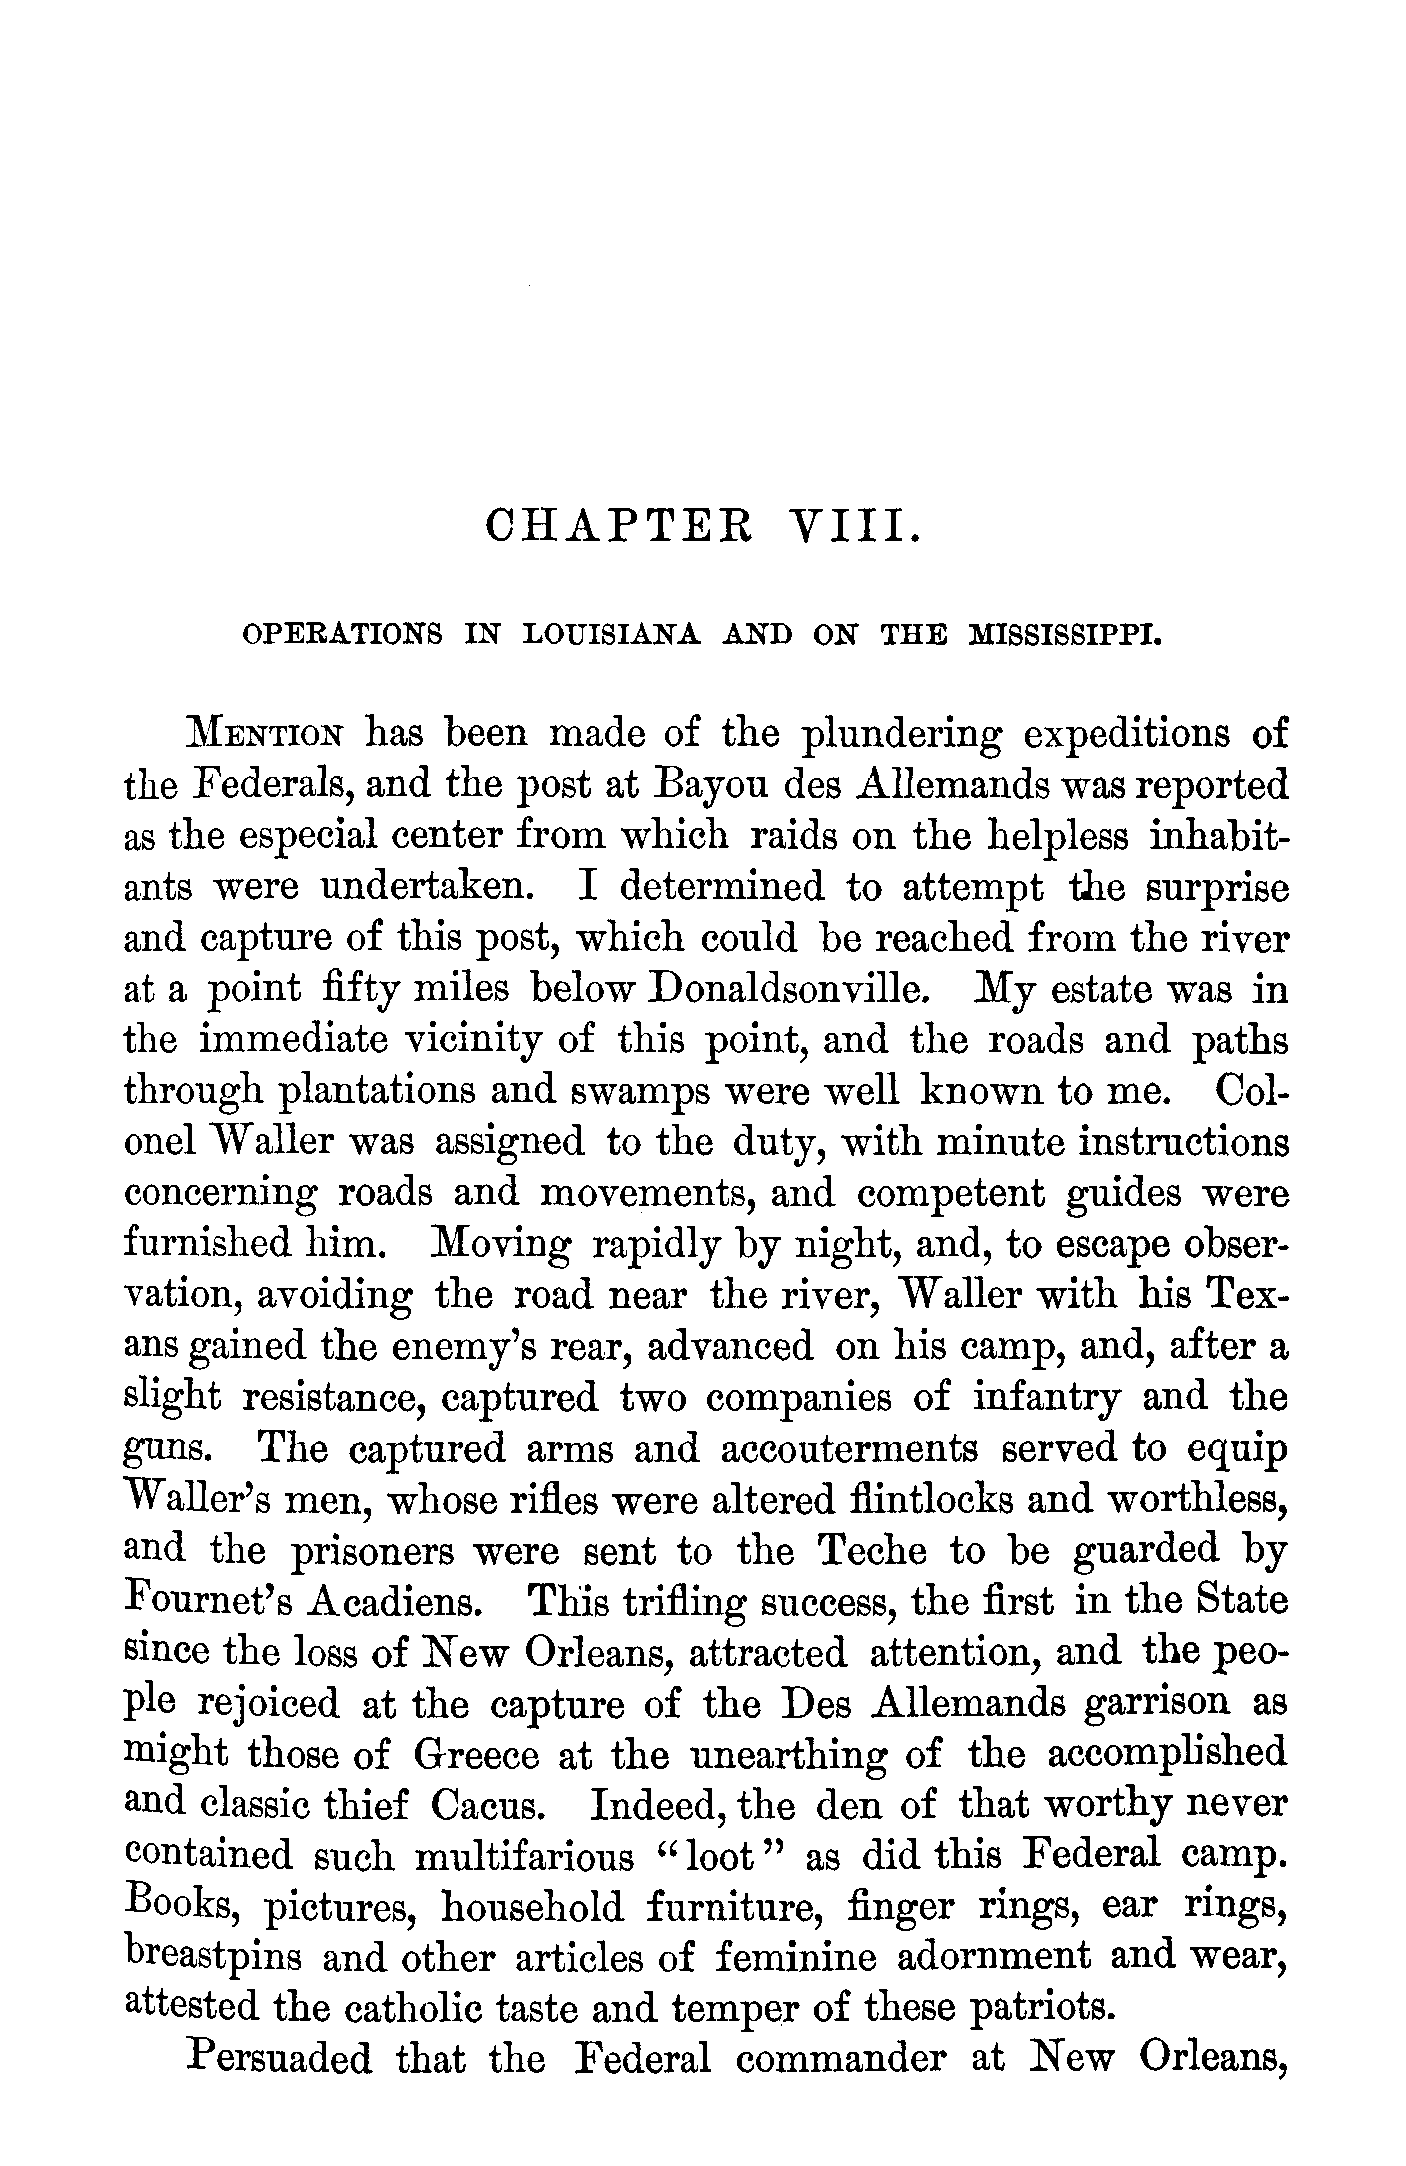 CHAPTER VIII.
OPERATIONS IN LOUISIANA AND ON THE MISSISSIPPI.
MENTION has been made of the plundering expeditions of
the Federals, and the post at Bayou des Allemands was reported
as the especial center from which raids on the helpless inhabit-
ants were undertaken. I determined to attempt the surprise
and capture of this post, which could be reached from the river
at a point fifty miles below Donaldsonville. My estate was in
the immediate vicinity of this point, and the roads and paths
through plantations and swamps were well known to me. Col-
onel Waller was assigned to the duty, with minute instructions
concerning roads and movements, and competent guides were
furnished him. Moving rapidly by night, and, to escape obser-
vation, avoiding the road near the river, Waller with his Tex-
ans gained the enemy's rear, advanced on his camp, and, after a
slight resistance, captured two companies of infantry and the
guns. The captured arms and accouterments served to equip
Waller's men, whose rifles were altered flintlocks and worthless,
and the prisoners were sent to the Teche to be guarded by
Fournet's Acadiens. This trifling success, the first in the State
since the loss of New Orleans, attracted attention, and the peo-
ple rejoiced at the capture of the Des Allemands garrison as
might those of Greece at the unearthing of the accomplished
and classic thief Cacus. Indeed, the den of that worthy never
contained such multifarious "loot" as did this Federal camp.
Books, pictures, household furniture, finger rings, ear rings,
breastpins and other articles of feminine adornment and wear,
attested the catholic taste and temper of these patriots.
Persuaded that the Federal commander at New Orleans,